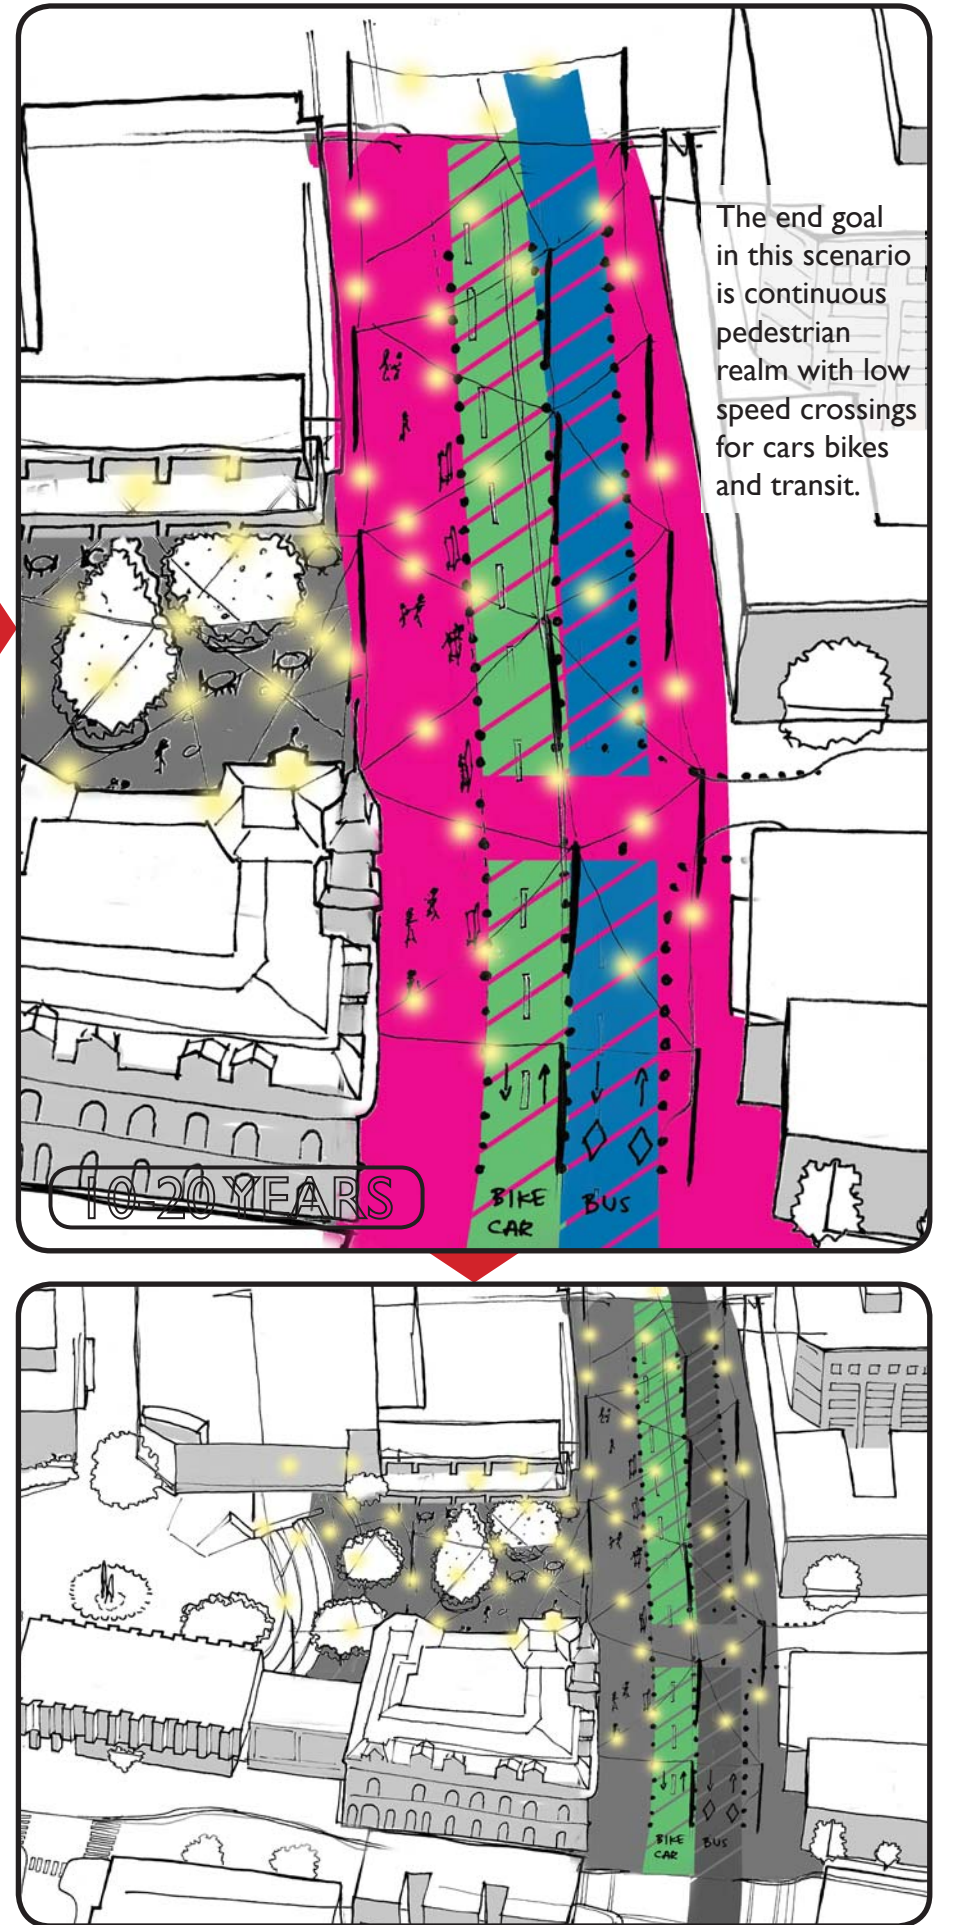 The end goal
in this scenario
is continuous
pedestrian
realm with low
speed crossings
for cars bikes
and transit.
10 20 YEARS
BIKE
CAR
BUS
BIKE
CAR
BUS